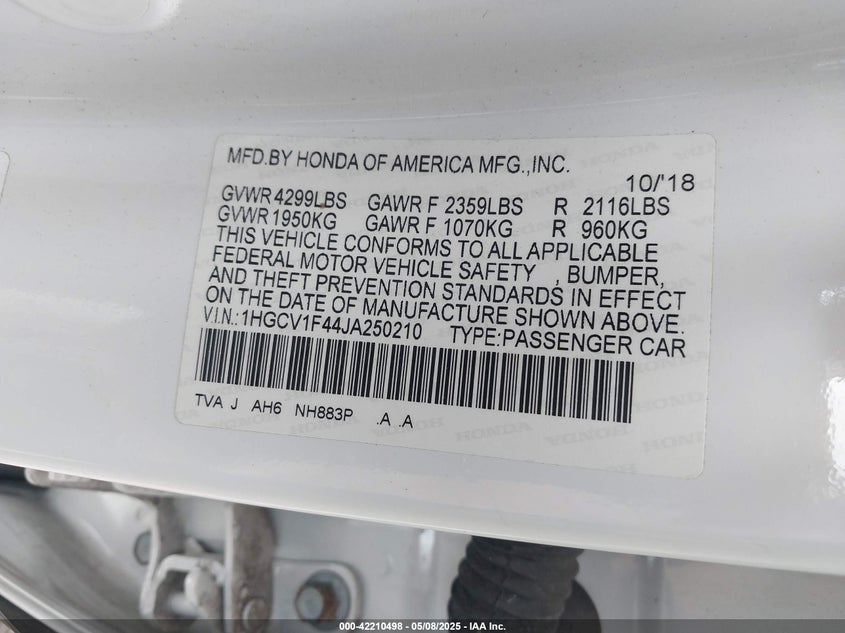 MFD.BY HONDA OF AMERICA MFG.,INC.
10/'18
GVWR 4299LBS GAWR F 2359LBS R 2116LBS
GVWR 1950KG GAWR F 1070KG R 960KG
THIS VEHICLE CONFORMS TO ALL APPLICABLE
FEDERAL MOTOR VEHICLE SAFETY , BUMPER,
AND THEFT PREVENTION STANDARDS IN EFFECT
ON THE DATE OF MANUFACTURE SHOWN ABOVE.
V.I.N.:1HGCV1F44JA250210 TYPE:PASSENGER CAR
TVA J AH6 NH883P .A .A
HONDA HONDA HONDA
000-42210498 | 05/08/2025 | IAA Inc.